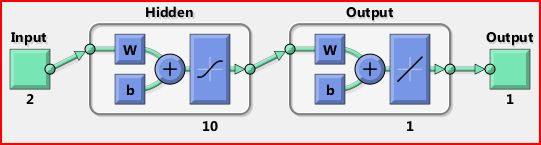 Hidden Output
Input Output
W W
+ +
b b
2 10 1 1